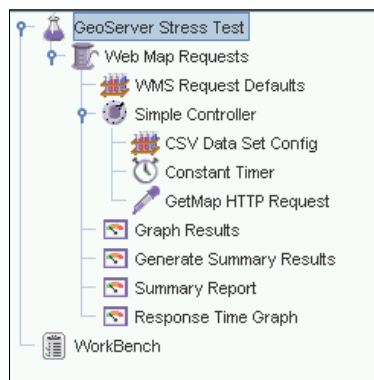 GeoServer Stress Test
Web Map Requests
WMS Request Defaults
Simple Controller
CSV Data Set Config
Constant Timer
GetMap HTTP Request
Graph Results
Generate Summary Results
Summary Report
Response Time Graph
WorkBench